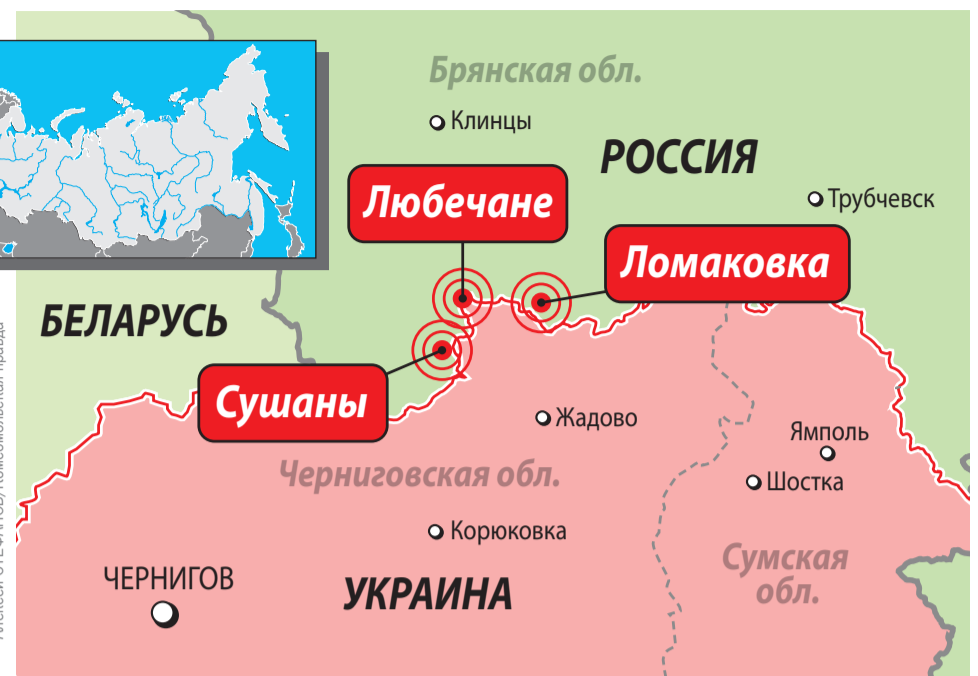 Брянская обл.
Клинцы
РОССИЯ
Любечане
Трубчевск
Ломаковка
БЕЛАРУСЬ
Сушаны
Жадово
Ямполь
Черниговская обл.
Шостка
Корюковка
Сумская
обл.
ЧЕРНИГОВ
УКРАИНА